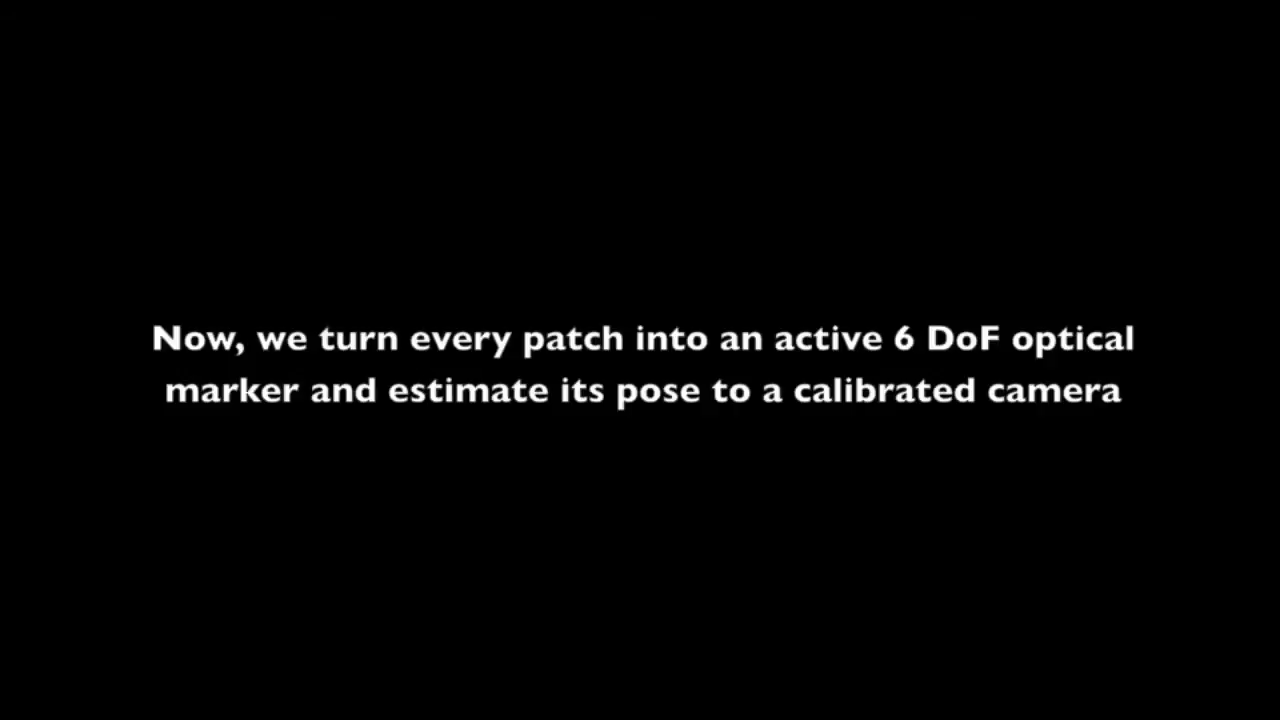 Now, we turn every patch into an active 6 DoF optical
marker and estimate its pose to a calibrated camera